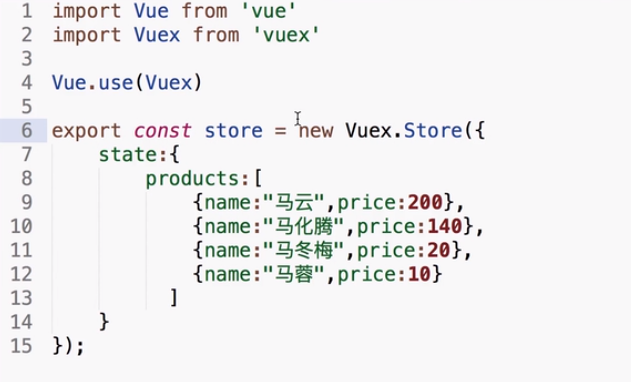 1 import Vue from 'vue'
2 import Vuex from 'vuex'
3
4 Vue.use(Vuex)
5
6 export const store = new Vuex.Store({
7     state:{
8         products:[
9             {name:"马云",price:200},
10             {name:"马化腾",price:140},
11             {name:"马冬梅",price:20},
12             {name:"马蓉",price:10}
13           ]
14     }
15 });